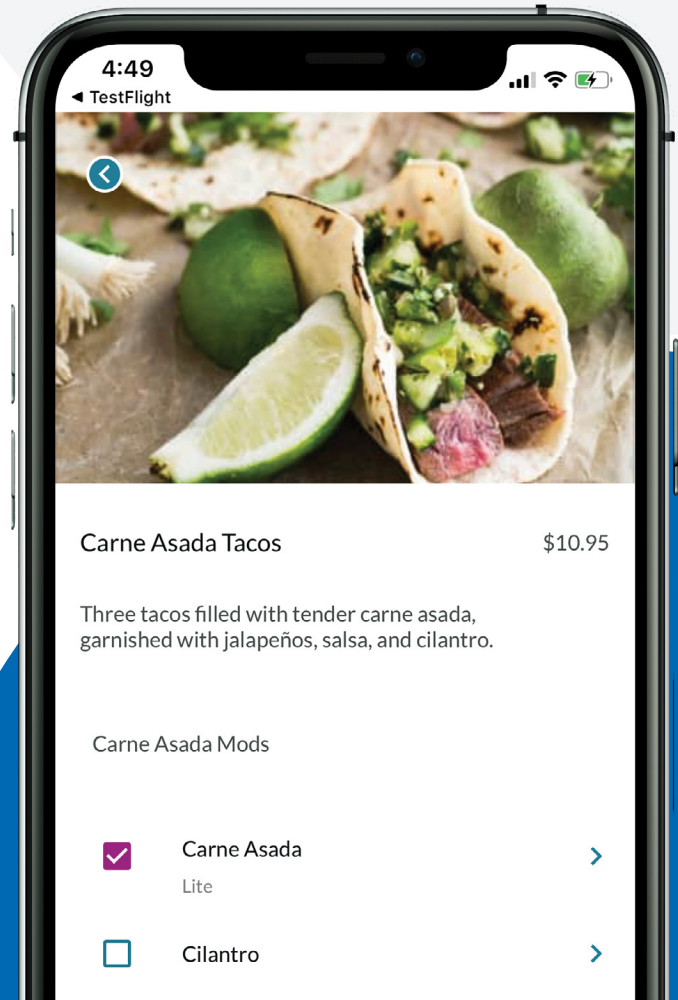 4:49
◀ TestFlight
Carne Asada Tacos
$10.95
Three tacos filled with tender carne asada,
garnished with jalapeños, salsa, and cilantro.
Carne Asada Mods
Carne Asada
Lite
Cilantro